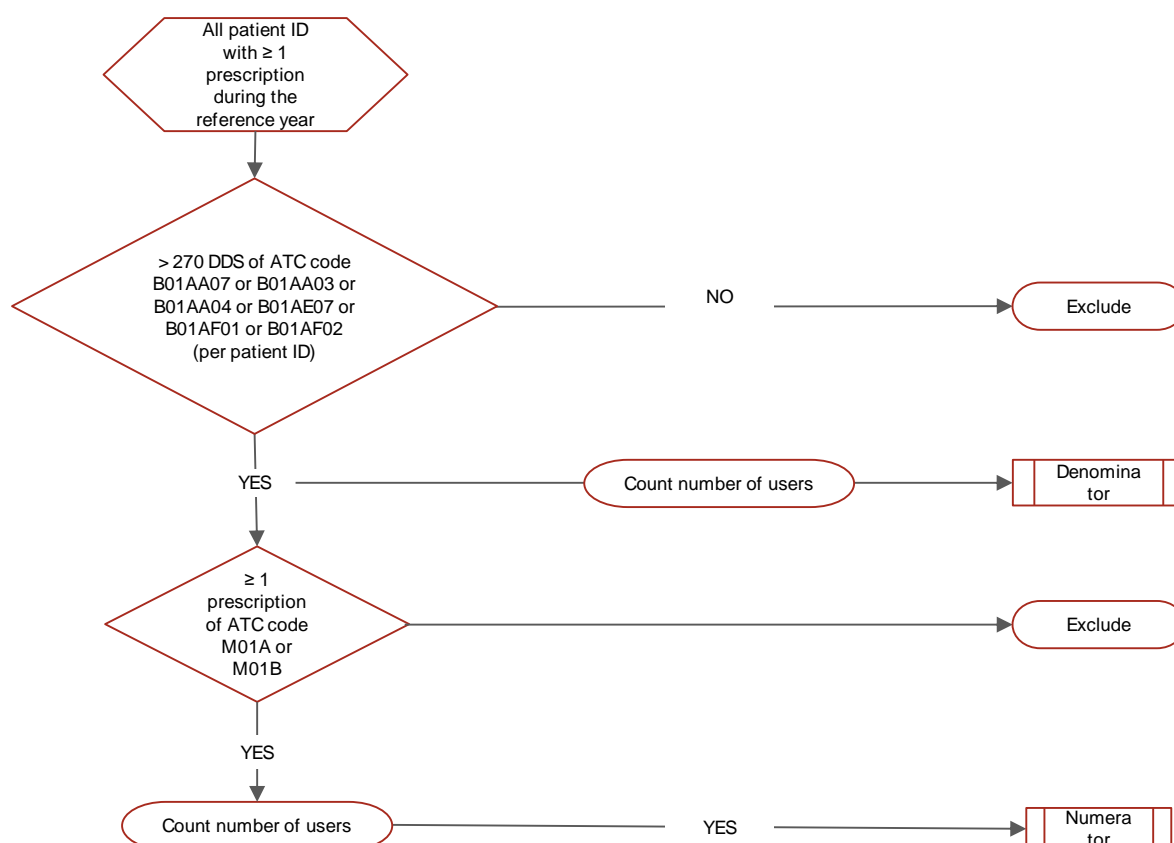 All patient ID
with ≥ 1
prescription
during the
reference year
> 270 DDS of ATC code
B01AA07 or B01AA03 or
B01AA04 or B01AE07 or
B01AF01 or B01AF02
(per patient ID)
NO
Exclude
YES
Count number of users
Denomina
tor
≥ 1
prescription
of ATC code
M01A or
M01B
Exclude
YES
Count number of users
YES
Numera
tor